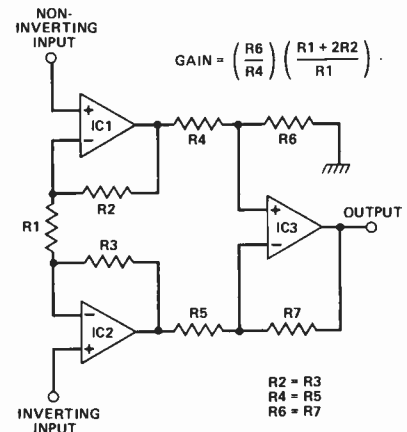 NON-
INVERTING
INPUT
GAIN = (R6/R4) (R1 + 2R2/R1) .
+
IC1
−
R4
R6
R2
R1
R3
+
IC3
−
OUTPUT
−
IC2
+
R5
R7
R2 = R3
R4 = R5
R6 = R7
INVERTING
INPUT